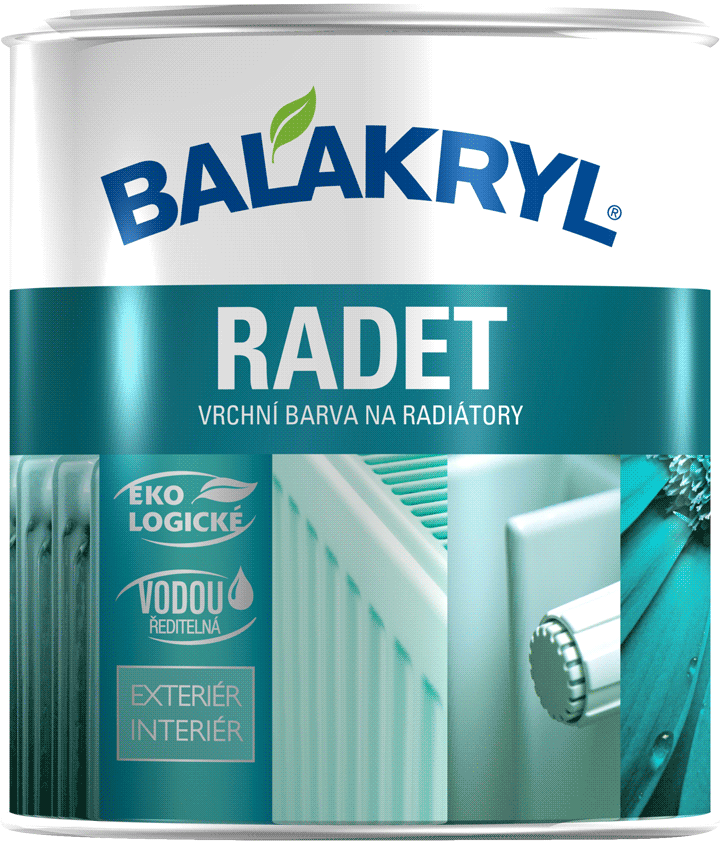 BALAKRYL®
RADET
VRCHNÍ BARVA NA RADIÁTORY
EKO
LOGICKÉ
VODOU
ŘEDITELNÁ
EXTERIÉR
INTERIÉR